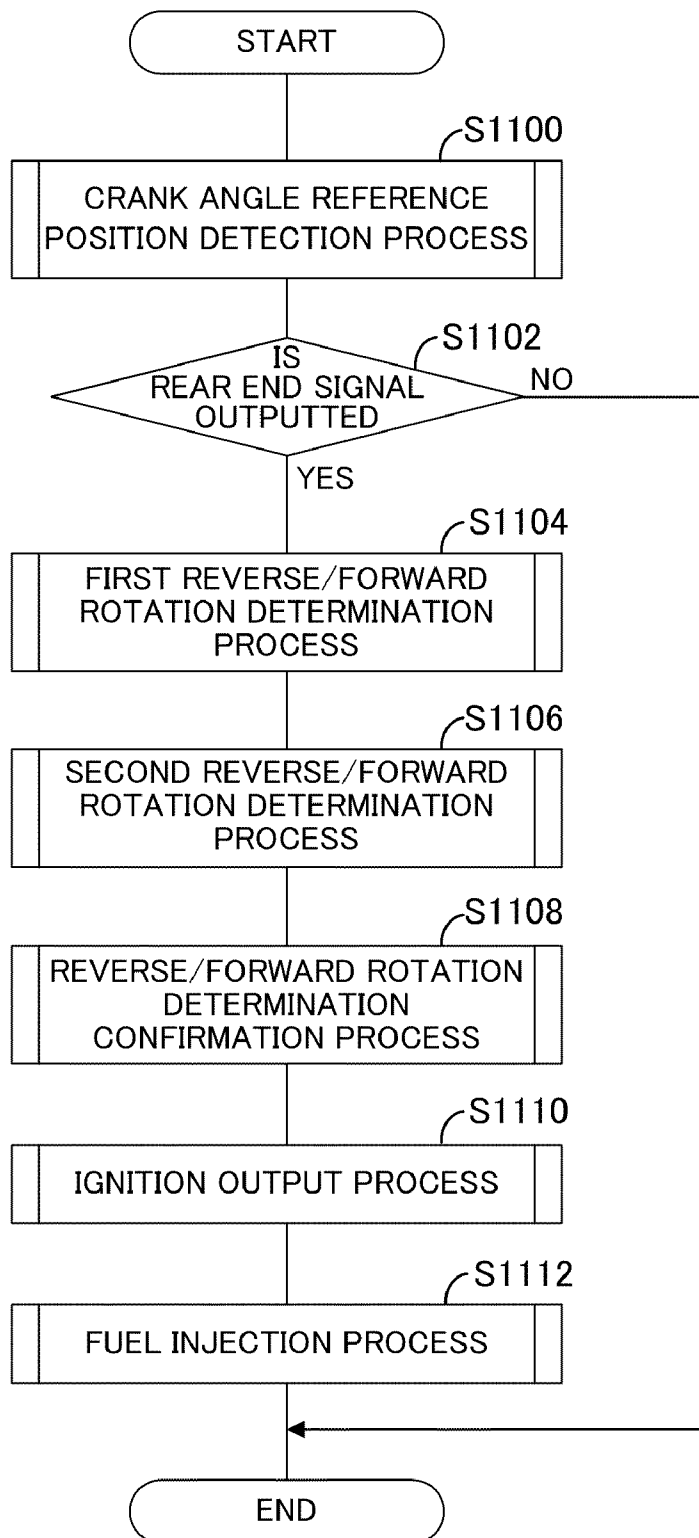 START
S1100
CRANK ANGLE REFERENCE
POSITION DETECTION PROCESS
S1102
IS
REAR END SIGNAL
OUTPUTTED
NO
YES
S1104
FIRST REVERSE/FORWARD
ROTATION DETERMINATION
PROCESS
S1106
SECOND REVERSE/FORWARD
ROTATION DETERMINATION
PROCESS
S1108
REVERSE/FORWARD ROTATION
DETERMINATION
CONFIRMATION PROCESS
S1110
IGNITION OUTPUT PROCESS
S1112
FUEL INJECTION PROCESS
END